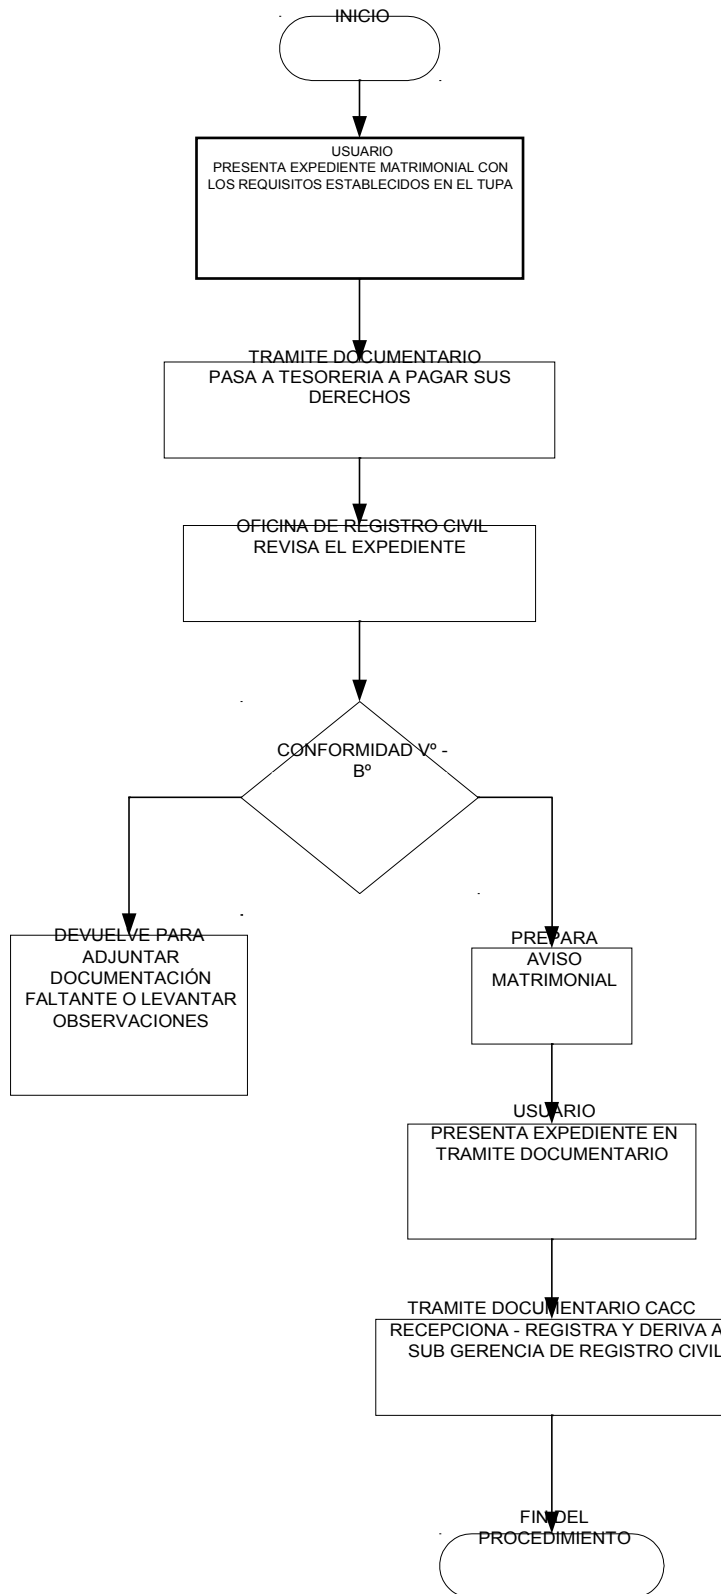 INICIO
USUARIO
PRESENTA EXPEDIENTE MATRIMONIAL CON
LOS REQUISITOS ESTABLECIDOS EN EL TUPA
TRAMITE DOCUMENTARIO
PASA A TESORERIA A PAGAR SUS
DERECHOS
OFICINA DE REGISTRO CIVIL
REVISA EL EXPEDIENTE
CONFORMIDAD Vº -
Bº
DEVUELVE PARA
ADJUNTAR
DOCUMENTACIÓN
FALTANTE O LEVANTAR
OBSERVACIONES
PREPARA
AVISO
MATRIMONIAL
USUARIO
PRESENTA EXPEDIENTE EN
TRAMITE DOCUMENTARIO
TRAMITE DOCUMENTARIO CACC
RECEPCIONA - REGISTRA Y DERIVA A
SUB GERENCIA DE REGISTRO CIVIL
FIN DEL
PROCEDIMIENTO